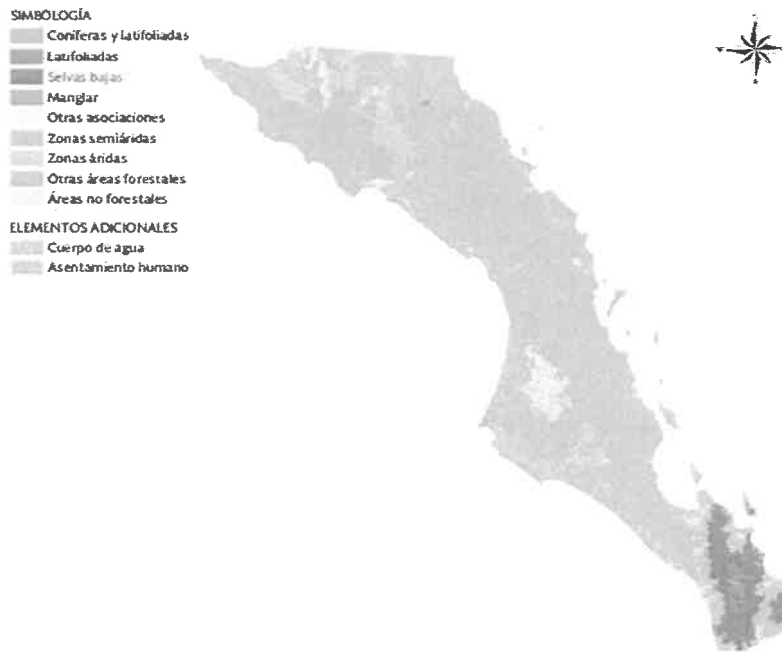 SIMBOLOGÍA
Coníferas y latifoliadas
Latifoliadas
Selvas bajas
Manglar
Otras asociaciones
Zonas semiáridas
Zonas áridas
Otras áreas forestales
Áreas no forestales
ELEMENTOS ADICIONALES
Cuerpo de agua
Asentamiento humano